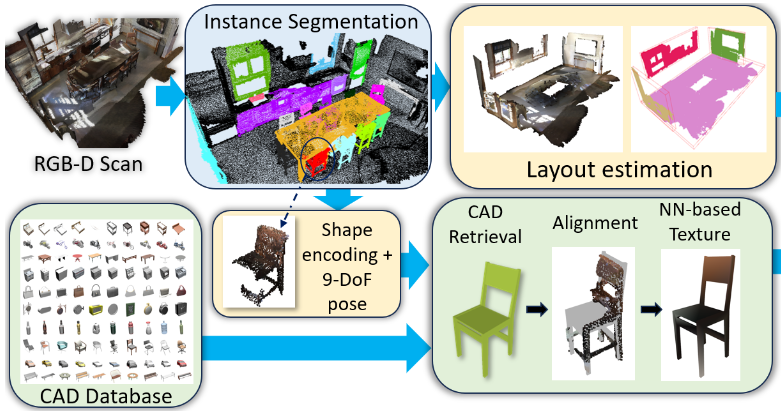 Instance Segmentation
RGB-D Scan
Layout estimation
Shape
encoding +
9-DoF
pose
CAD
Retrieval
Alignment
NN-based
Texture
CAD Database